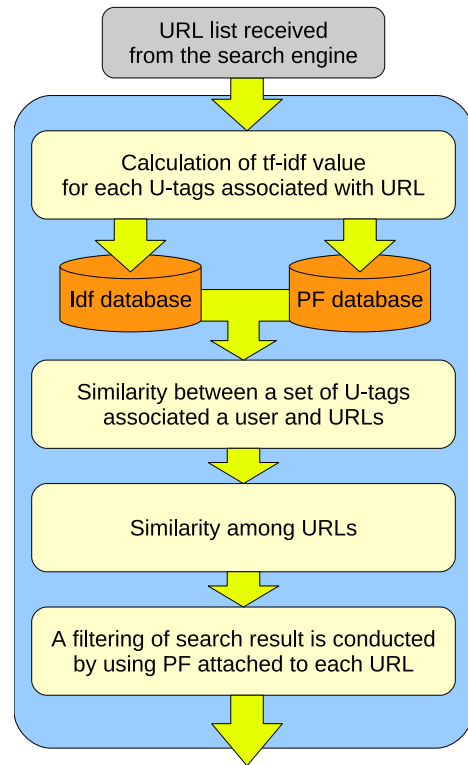 URL list received
from the search engine
Calculation of tf-idf value
for each U-tags associated with URL
Idf database
PF database
Similarity between a set of U-tags
associated a user and URLs
Similarity among URLs
A filtering of search result is conducted
by using PF attached to each URL